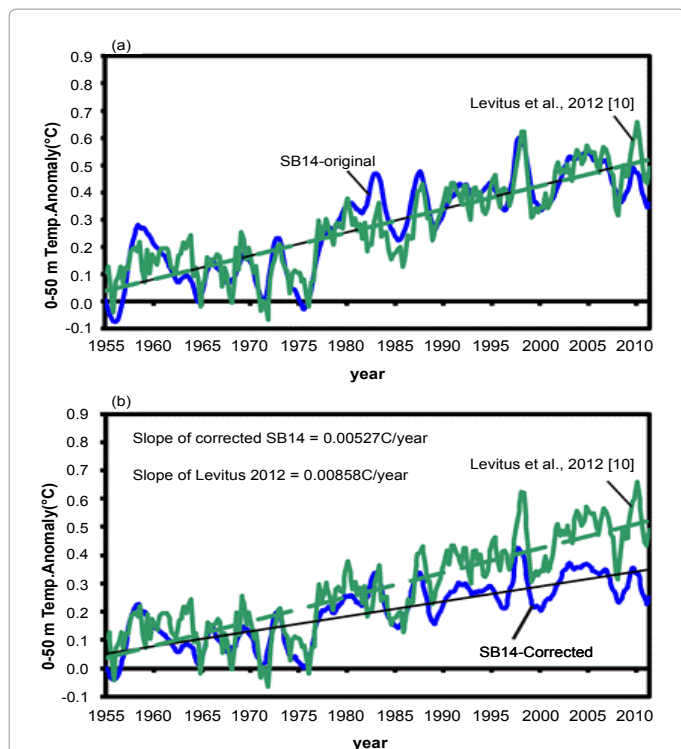 (a)
0.9
0.8
0.7
0.6
0.5
0.4
0.3
0.2
0.1
0.0
-0.1
0-50 m Temp.Anomaly(°C)
Levitus et al., 2012 [10]
SB14-original
1955 1960 1965 1970 1975 1980 1985 1990 1995 2000 2005 2010
year
(b)
0.9
0.8
0.7
0.6
0.5
0.4
0.3
0.2
0.1
0.0
-0.1
0-50 m Temp.Anomaly(°C)
Slope of corrected SB14 = 0.00527C/year
Slope of Levitus 2012 = 0.00858C/year
Levitus et al., 2012 [10]
SB14-Corrected
1955 1960 1965 1970 1975 1980 1985 1990 1995 2000 2005 2010
year